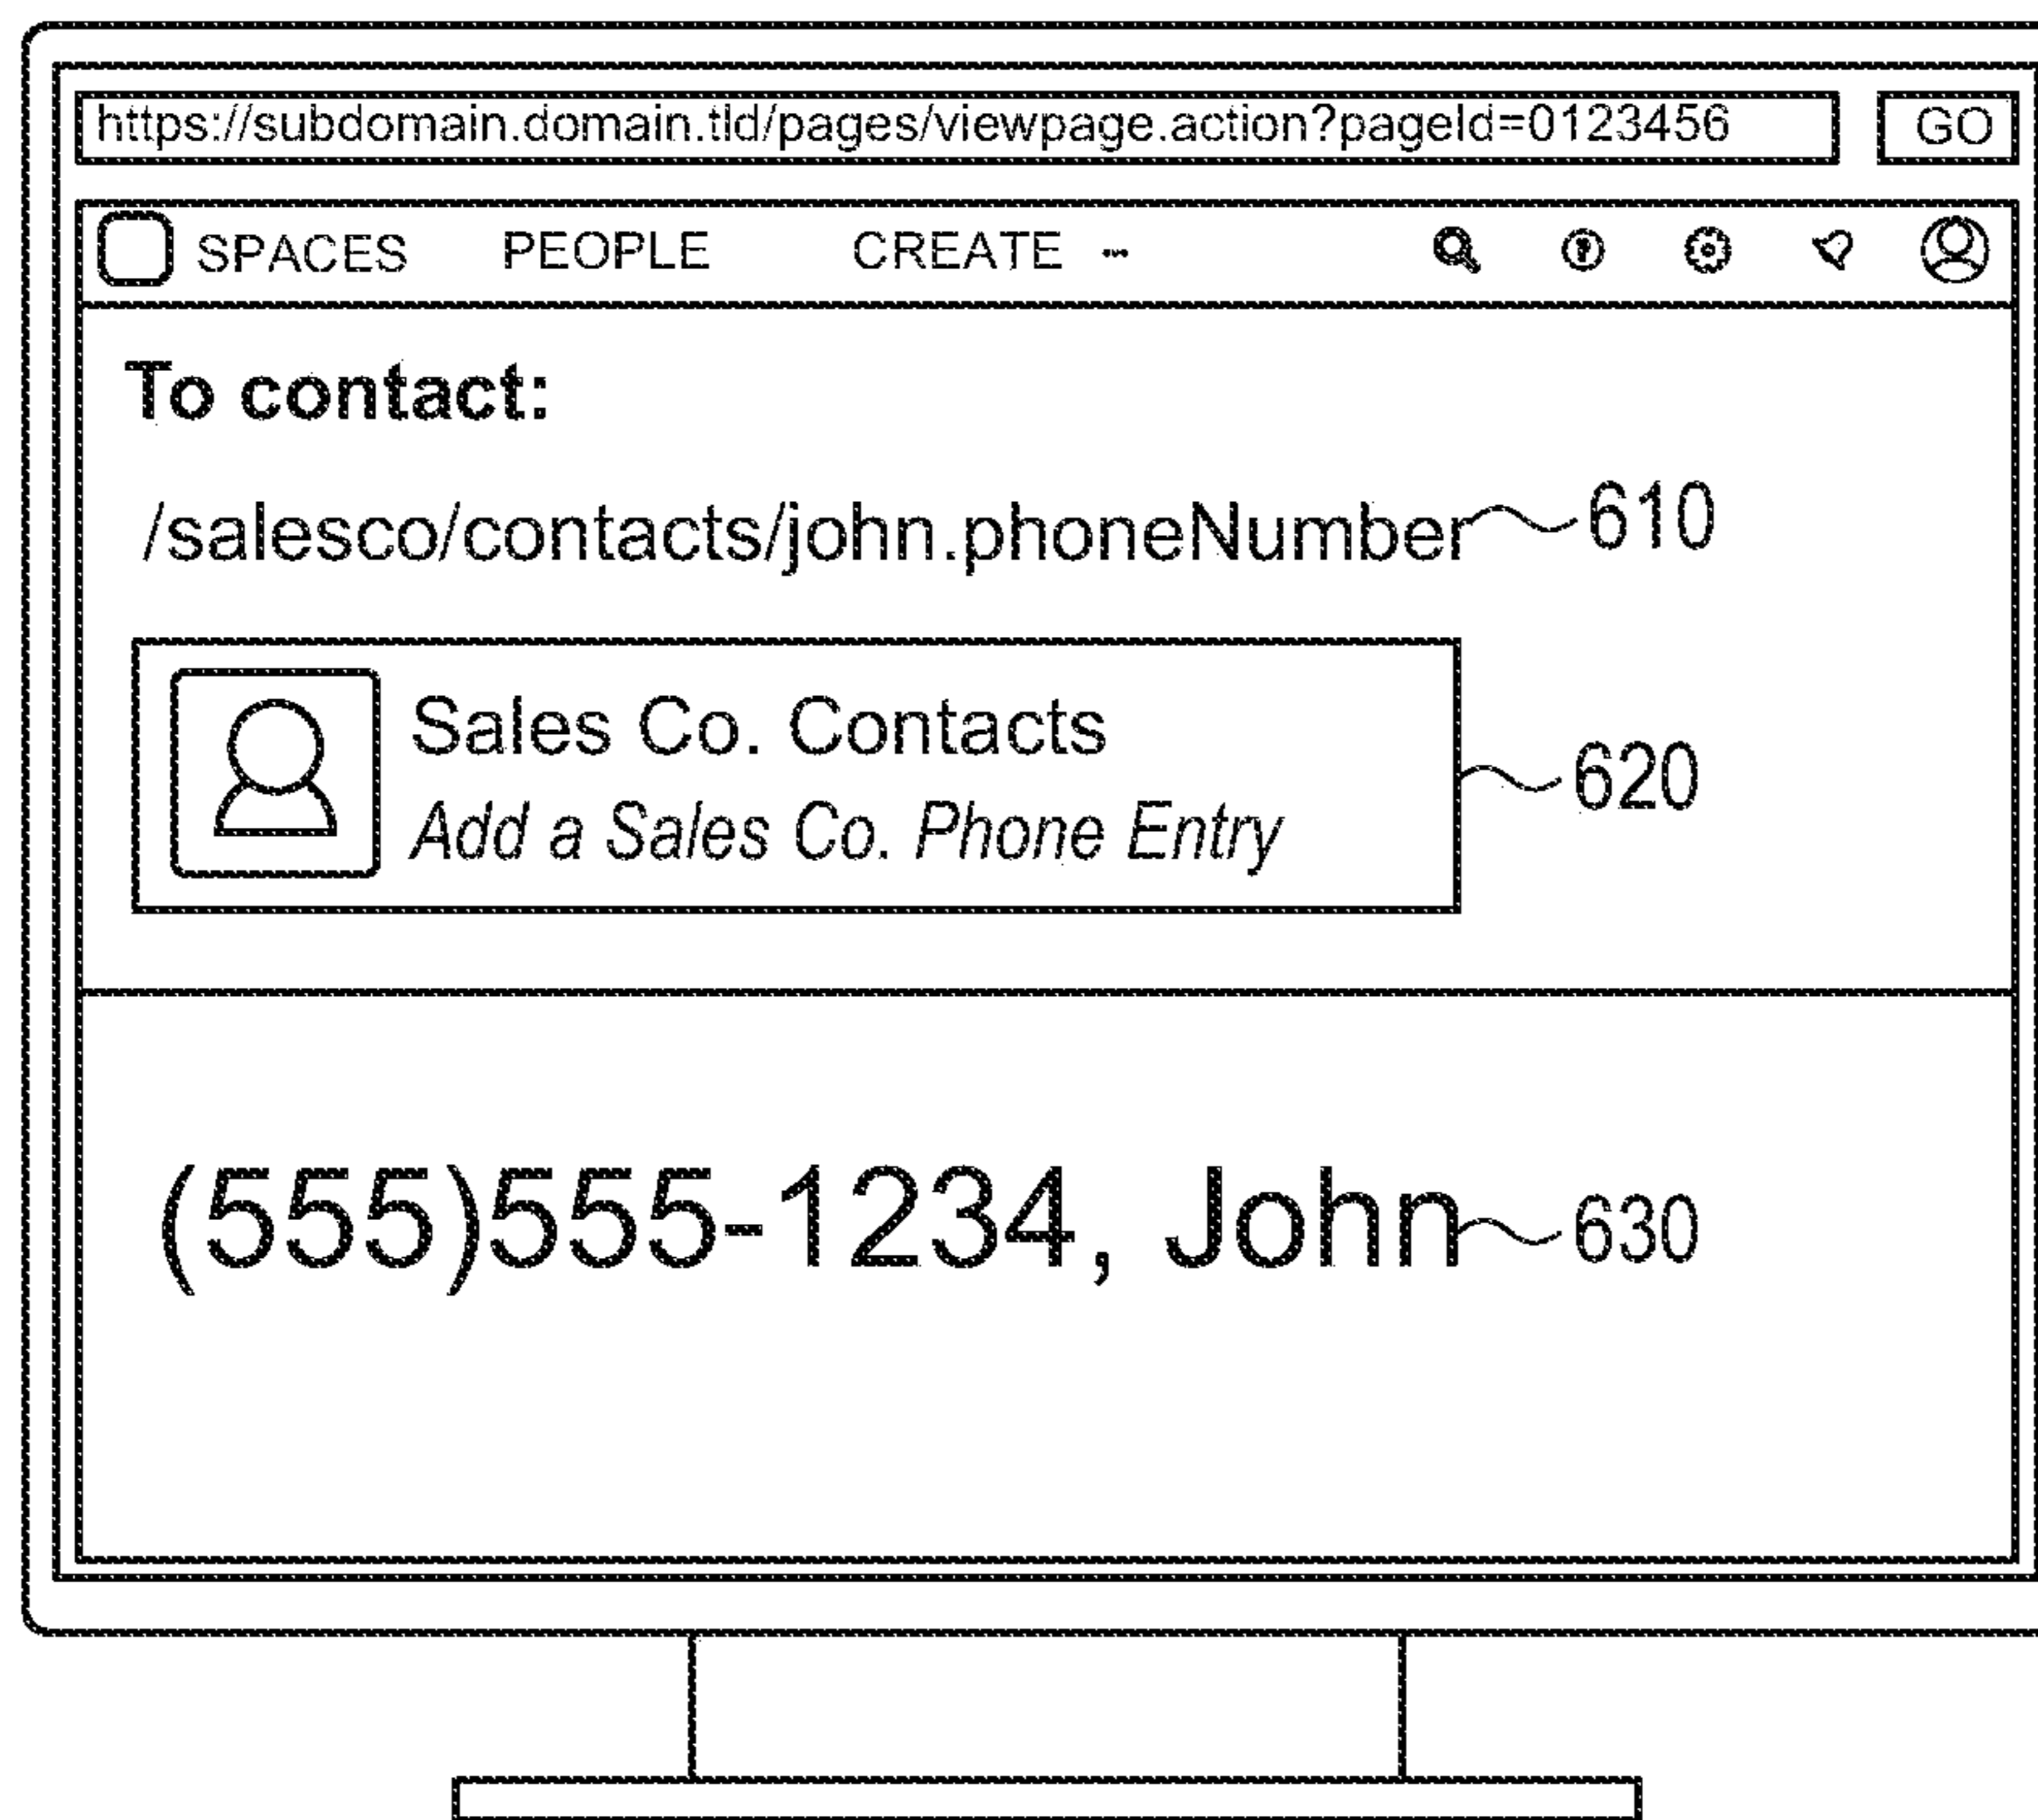 https://subdomain.domain.tld/pages/viewpage.action?pageId=0123456 GO
SPACES PEOPLE CREATE ···
To contact:
/salesco/contacts/john.phoneNumber 610
Sales Co. Contacts
Add a Sales Co. Phone Entry
620
(555)555-1234, John 630